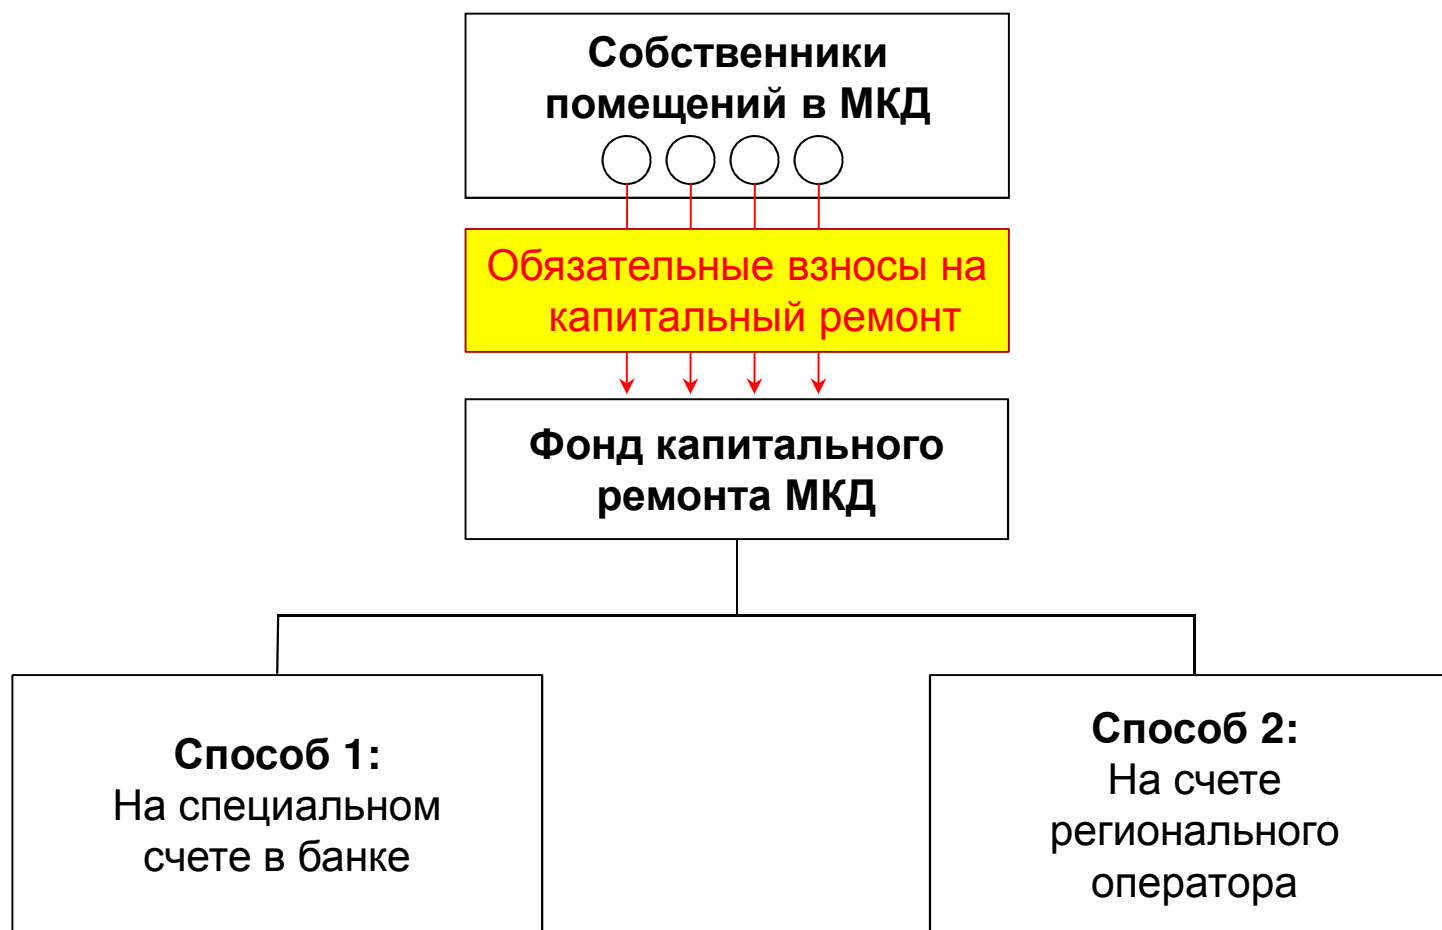 Собственники
помещений в МКД
Обязательные взносы на
капитальный ремонт
Фонд капитального
ремонта МКД
Способ 1:
На специальном
счете в банке
Способ 2:
На счете
регионального
оператора